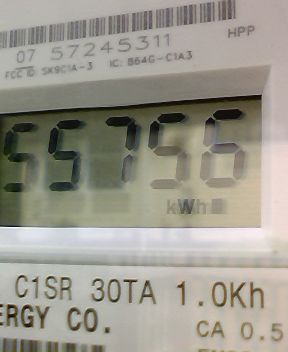 HPP
07 57245311
FCC ID: SK9C1A-3 IC: 864G-C1A3
55756
kWh
C1SR 30TA 1.0Kh
ERGY CO.
CA 0.5